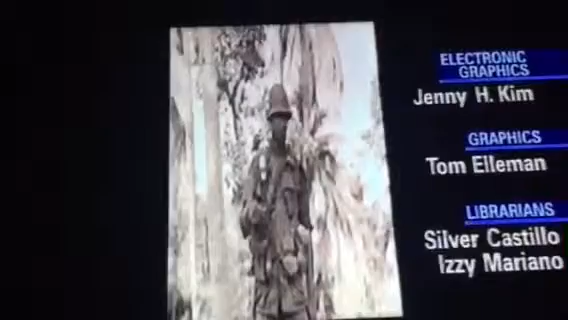 ELECTRONIC
GRAPHICS
Jenny H. Kim
GRAPHICS
Tom Elleman
LIBRARIANS
Silver Castillo
Izzy Mariano